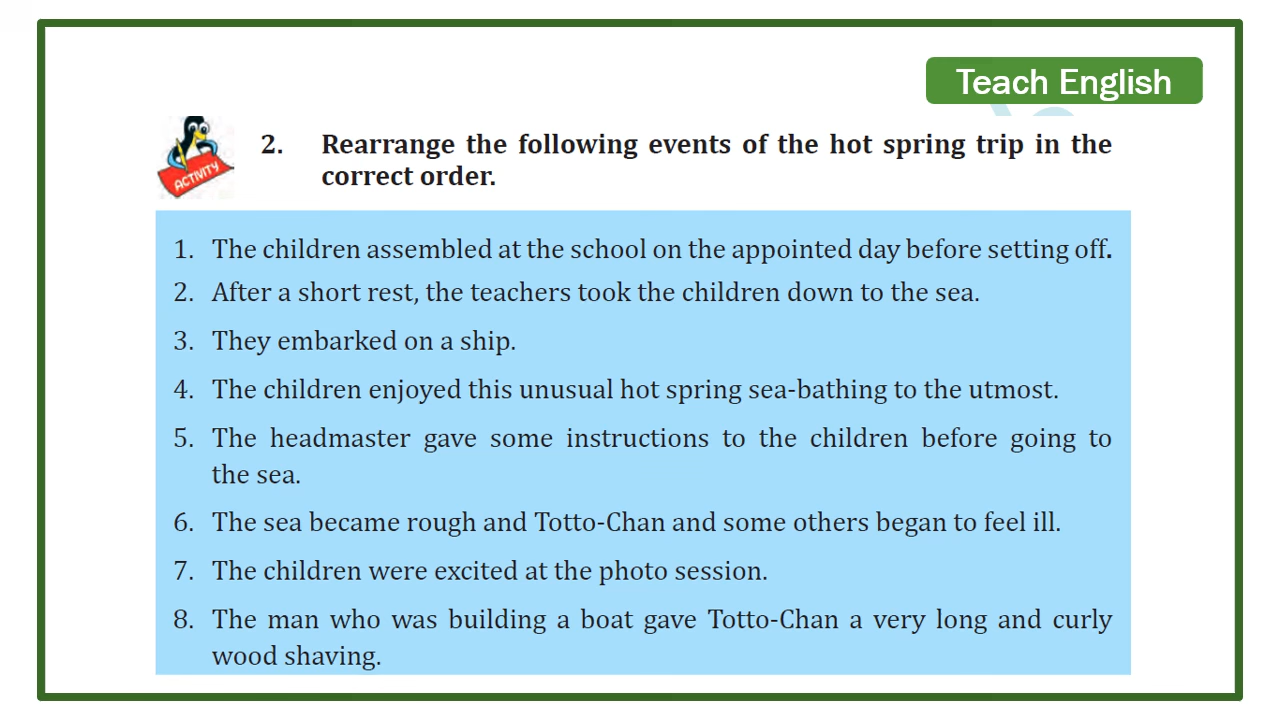 Teach English
ACTIVITY
2. Rearrange the following events of the hot spring trip in the
correct order.
1. The children assembled at the school on the appointed day before setting off.
2. After a short rest, the teachers took the children down to the sea.
3. They embarked on a ship.
4. The children enjoyed this unusual hot spring sea-bathing to the utmost.
5. The headmaster gave some instructions to the children before going to
the sea.
6. The sea became rough and Totto-Chan and some others began to feel ill.
7. The children were excited at the photo session.
8. The man who was building a boat gave Totto-Chan a very long and curly
wood shaving.